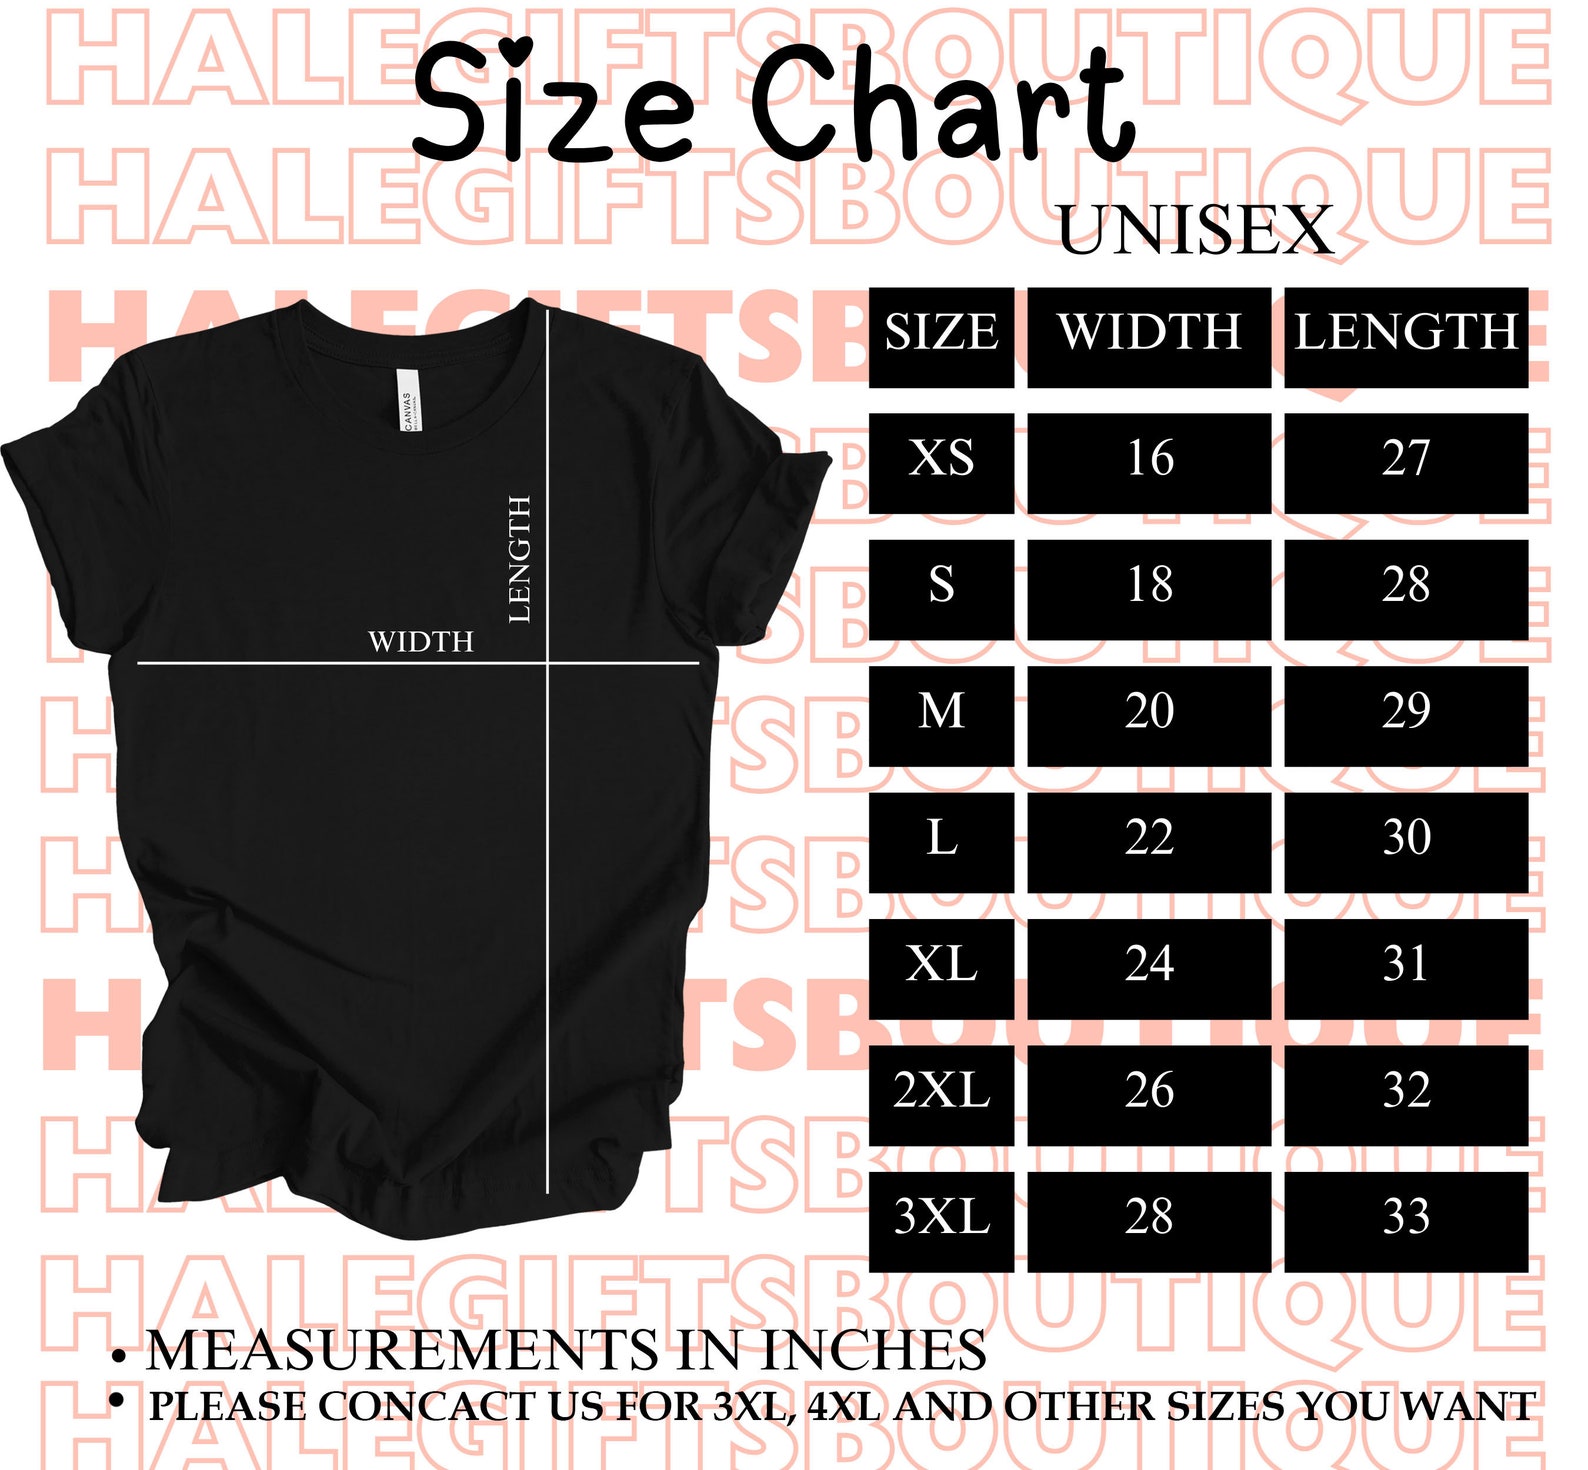 HALEGIFTSBOUTIQUE
Size Chart
HALEGIFTSBOUTIQUE
UNISEX
HALEGIFTSBOUTIQUE
SIZE WIDTH LENGTH
CANVAS
XS 16 27
LENGTH
S 18 28
WIDTH
M 20 29
L 22 30
XL 24 31
2XL 26 32
3XL 28 33
HALEGIFTSBOUTIQUE
• MEASUREMENTS IN INCHES
• PLEASE CONCACT US FOR 3XL, 4XL AND OTHER SIZES YOU WANT
HALEGIFTSBOUTIQUE